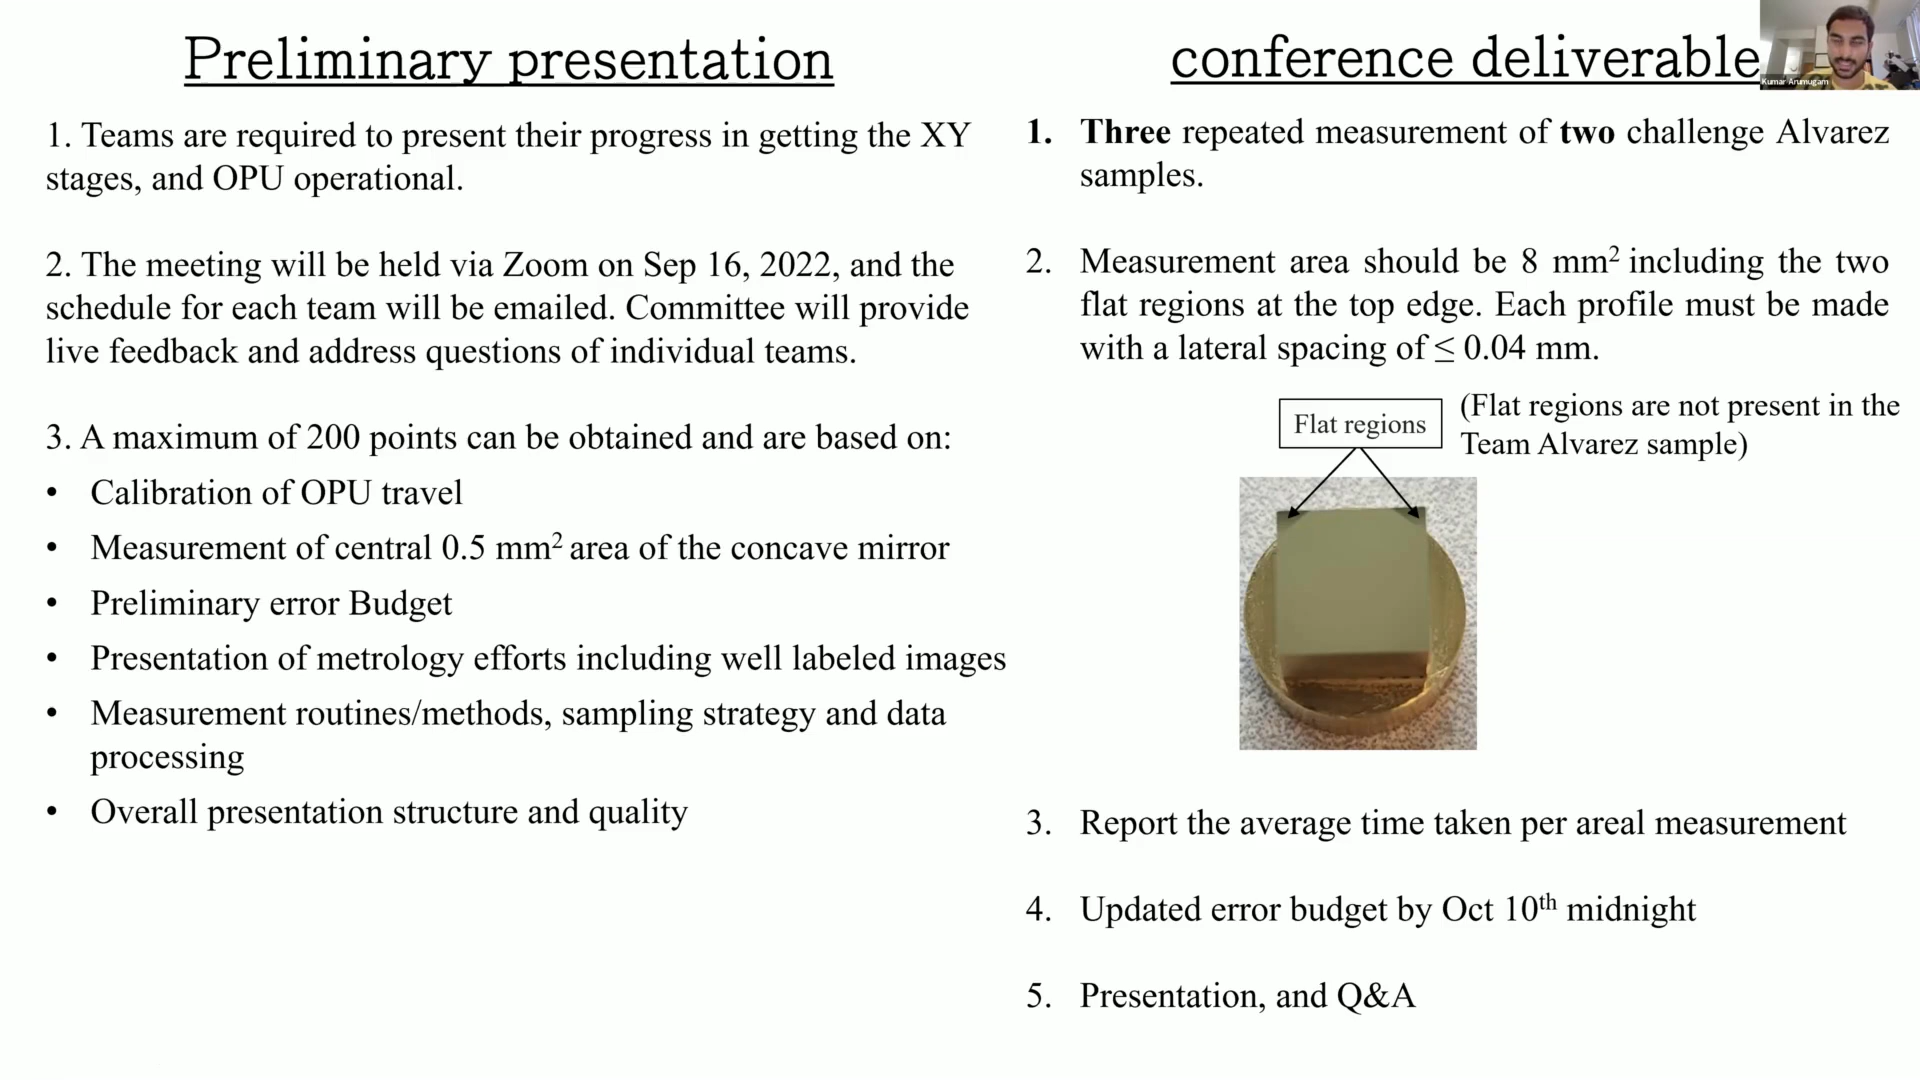 Preliminary presentation
1. Teams are required to present their progress in getting the XY
stages, and OPU operational.
2. The meeting will be held via Zoom on Sep 16, 2022, and the
schedule for each team will be emailed. Committee will provide
live feedback and address questions of individual teams.
3. A maximum of 200 points can be obtained and are based on:
• Calibration of OPU travel
• Measurement of central 0.5 mm² area of the concave mirror
• Preliminary error Budget
• Presentation of metrology efforts including well labeled images
• Measurement routines/methods, sampling strategy and data
processing
• Overall presentation structure and quality
conference deliverable
1. Three repeated measurement of two challenge Alvarez
samples.
2. Measurement area should be 8 mm² including the two
flat regions at the top edge. Each profile must be made
with a lateral spacing of ≤ 0.04 mm.
Flat regions
(Flat regions are not present in the
Team Alvarez sample)
3. Report the average time taken per areal measurement
4. Updated error budget by Oct 10th midnight
5. Presentation, and Q&A
Kumar Arumugam